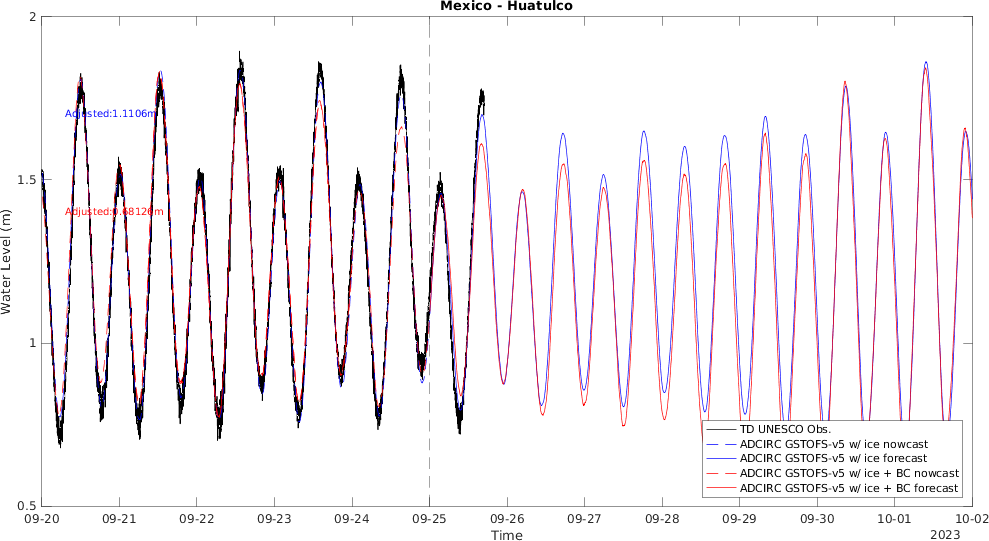 Mexico - Huatulco
2
1.5
1
0.5
Water Level (m)
Adjusted:1.1106m
Adjusted:0.68126m
TD UNESCO Obs.
ADCIRC GSTOFS-v5 w/ ice nowcast
ADCIRC GSTOFS-v5 w/ ice forecast
ADCIRC GSTOFS-v5 w/ ice + BC nowcast
ADCIRC GSTOFS-v5 w/ ice + BC forecast
09-20 09-21 09-22 09-23 09-24 09-25 09-26 09-27 09-28 09-29 09-30 10-01 10-02
Time
2023